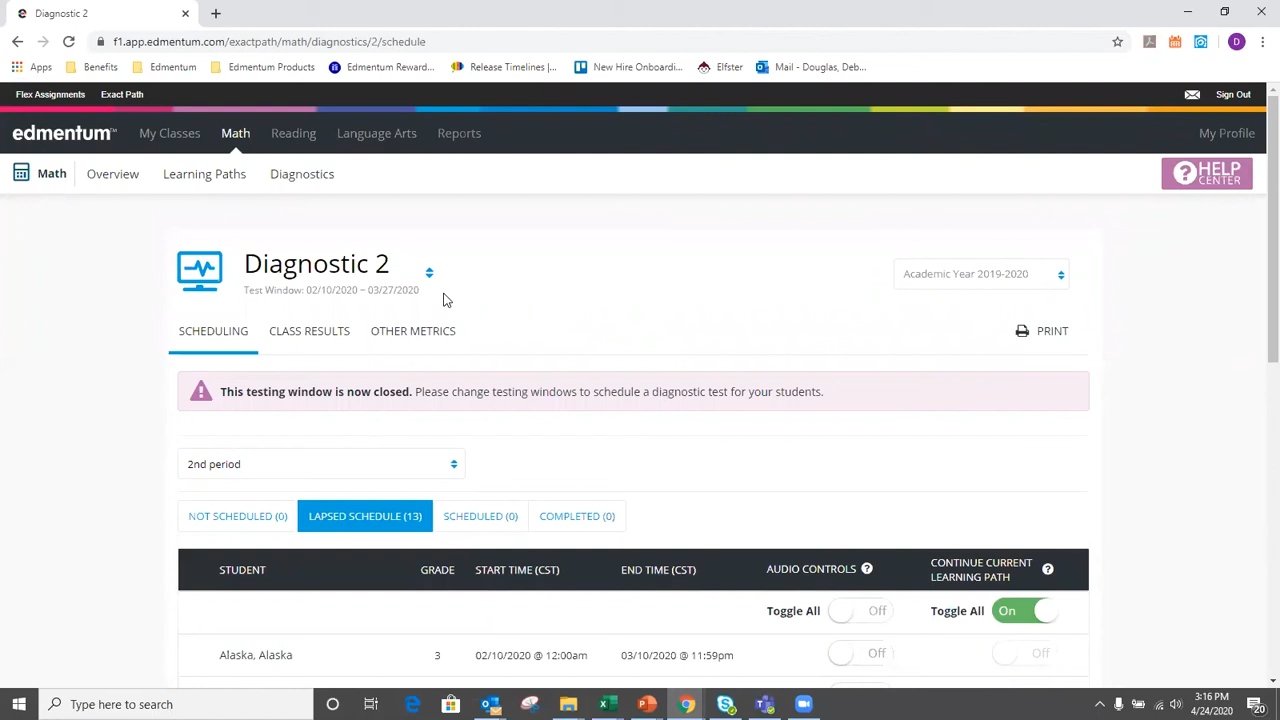 Diagnostic 2
f1.app.edmentum.com/exactpath/math/diagnostics/2/schedule
D
Apps Benefits Edmentum Edmentum Products Edmentum Reward... Release Timelines |... New Hire Onboardi... Elfster Mail - Douglas, Deb...
Flex Assignments Exact Path Sign Out
edmentum™ My Classes Math Reading Language Arts Reports My Profile
Math Overview Learning Paths Diagnostics ? HELP CENTER
Diagnostic 2
Academic Year 2019-2020
Test Window: 02/10/2020 – 03/27/2020
SCHEDULING CLASS RESULTS OTHER METRICS PRINT
This testing window is now closed. Please change testing windows to schedule a diagnostic test for your students.
2nd period
NOT SCHEDULED (0) LAPSED SCHEDULE (13) SCHEDULED (0) COMPLETED (0)
STUDENT GRADE START TIME (CST) END TIME (CST) AUDIO CONTROLS ? CONTINUE CURRENT LEARNING PATH ?
Toggle All Off Toggle All On
Alaska, Alaska 3 02/10/2020 @ 12:00am 03/10/2020 @ 11:59pm Off Off
Type here to search
3:16 PM
4/24/2020
20